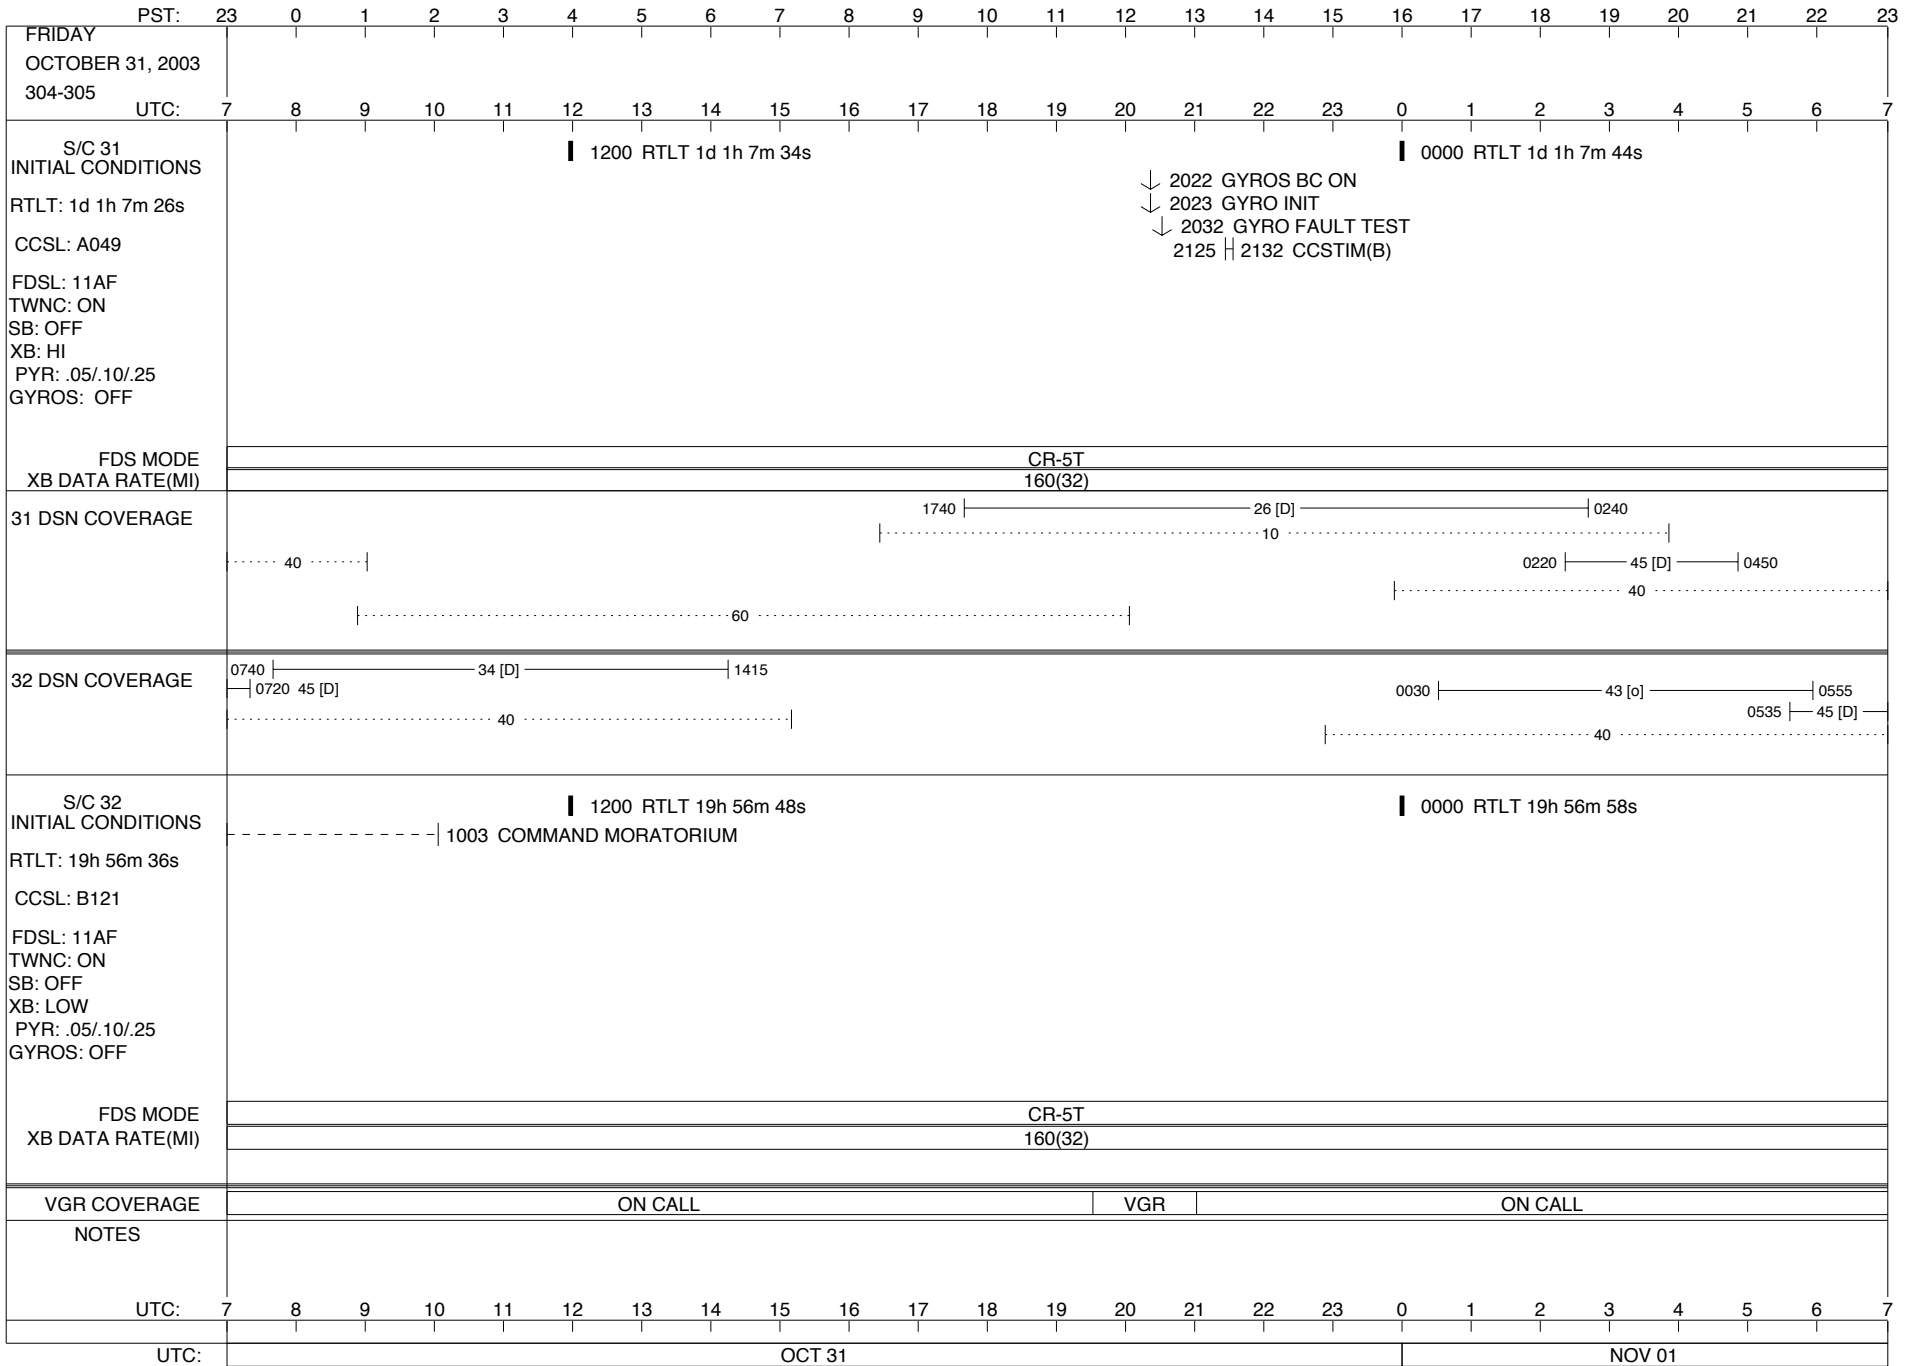 PST: 23 0 1 2 3 4 5 6 7 8 9 10 11 12 13 14 15 16 17 18 19 20 21 22 23
FRIDAY
OCTOBER 31, 2003
304-305
UTC: 7 8 9 10 11 12 13 14 15 16 17 18 19 20 21 22 23 0 1 2 3 4 5 6 7
S/C 31
INITIAL CONDITIONS
RTLT: 1d 1h 7m 26s
CCSL: A049
FDSL: 11AF
TWNC: ON
SB: OFF
XB: HI
PYR: .05/.10/.25
GYROS: OFF
1200 RTLT 1d 1h 7m 34s
0000 RTLT 1d 1h 7m 44s
2022 GYROS BC ON
2023 GYRO INIT
2032 GYRO FAULT TEST
2125 2132 CCSTIM(B)
FDS MODE CR-5T
XB DATA RATE(MI) 160(32)
31 DSN COVERAGE
1740 26 [D] 0240
10
40
0220 45 [D] 0450
40
60
32 DSN COVERAGE
0740 34 [D] 1415
0720 45 [D]
0030 43 [o] 0555
0535 45 [D]
40
40
S/C 32
INITIAL CONDITIONS
RTLT: 19h 56m 36s
CCSL: B121
FDSL: 11AF
TWNC: ON
SB: OFF
XB: LOW
PYR: .05/.10/.25
GYROS: OFF
1200 RTLT 19h 56m 48s
0000 RTLT 19h 56m 58s
1003 COMMAND MORATORIUM
FDS MODE CR-5T
XB DATA RATE(MI) 160(32)
VGR COVERAGE ON CALL VGR ON CALL
NOTES
UTC: 7 8 9 10 11 12 13 14 15 16 17 18 19 20 21 22 23 0 1 2 3 4 5 6 7
UTC: OCT 31 NOV 01